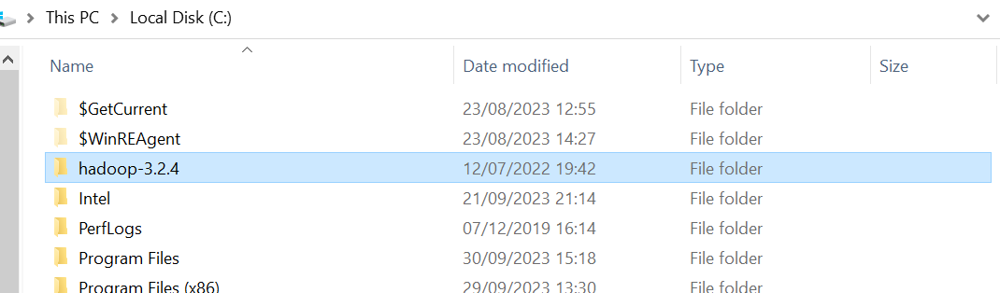 This PC > Local Disk (C:)
Name Date modified Type Size
$GetCurrent 23/08/2023 12:55 File folder
$WinREAgent 23/08/2023 14:27 File folder
hadoop-3.2.4 12/07/2022 19:42 File folder
Intel 21/09/2023 21:14 File folder
PerfLogs 07/12/2019 16:14 File folder
Program Files 30/09/2023 15:18 File folder
Program Files (x86) 29/09/2023 13:30 File folder